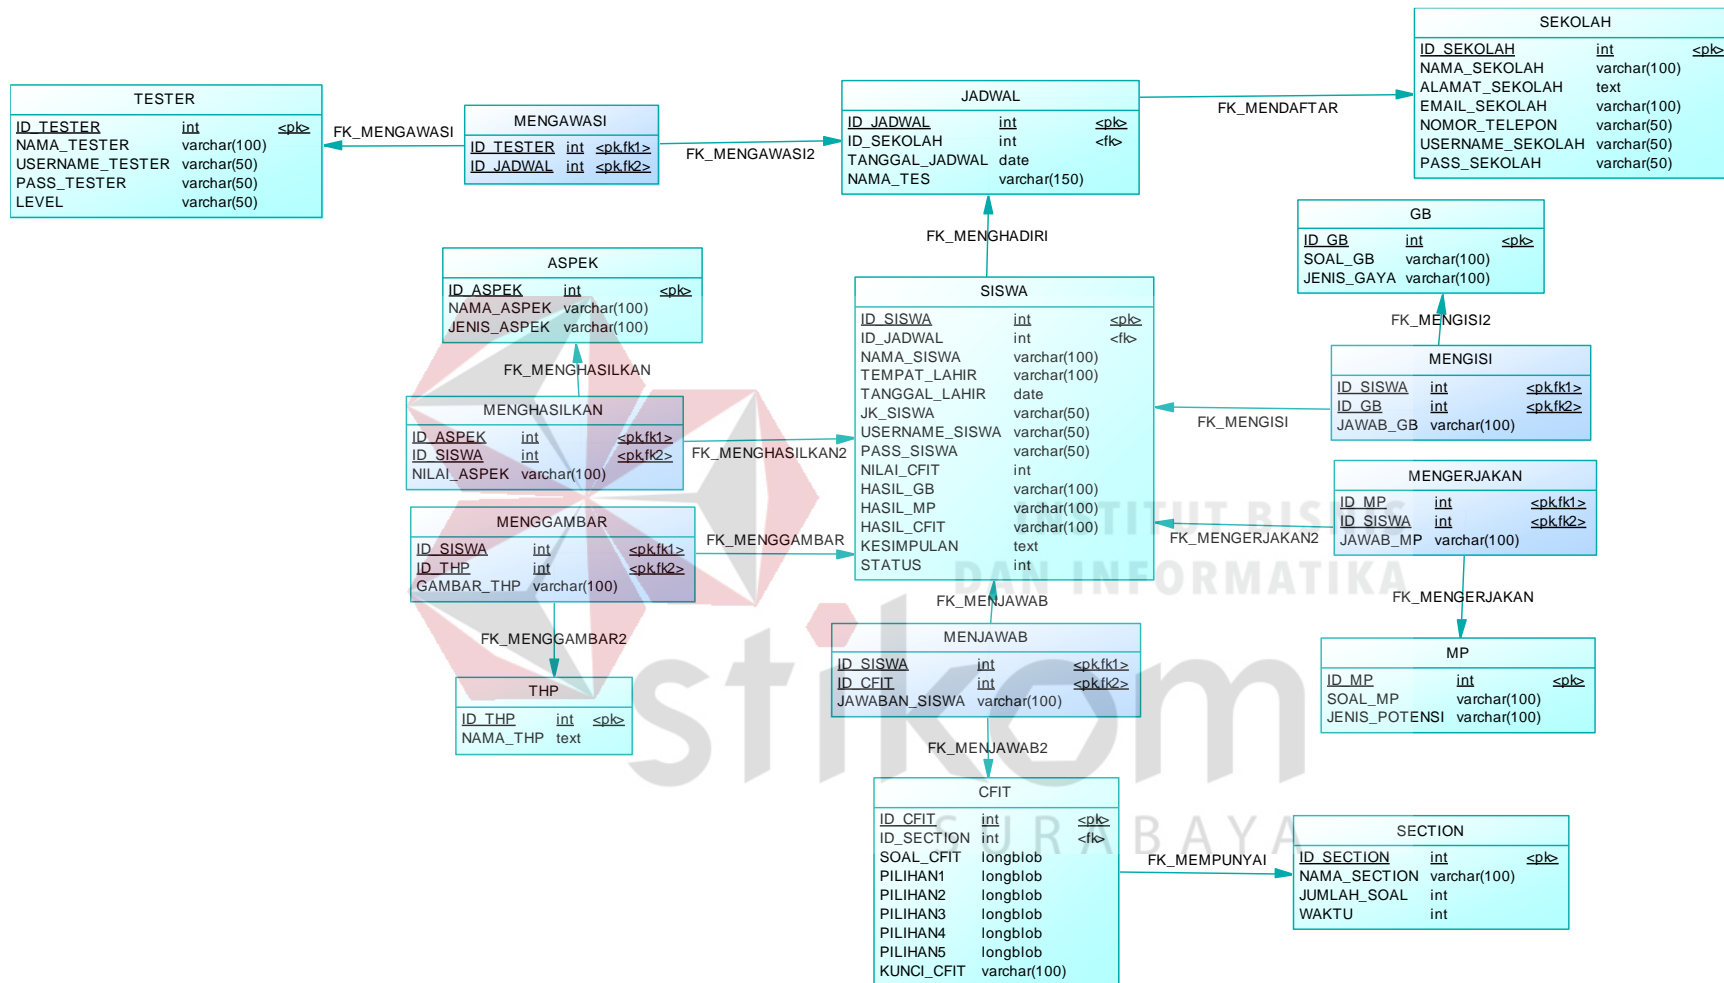 SEKOLAH
ID_SEKOLAH int <pk>
NAMA_SEKOLAH varchar(100)
ALAMAT_SEKOLAH text
EMAIL_SEKOLAH varchar(100)
NOMOR_TELEPON varchar(50)
USERNAME_SEKOLAH varchar(50)
PASS_SEKOLAH varchar(50)
TESTER
ID_TESTER int <pk>
NAMA_TESTER varchar(100)
USERNAME_TESTER varchar(50)
PASS_TESTER varchar(50)
LEVEL varchar(50)
FK_MENGAWASI
MENGAWASI
ID_TESTER int <pk,fk1>
ID_JADWAL int <pk,fk2>
FK_MENGAWASI2
JADWAL
ID_JADWAL int <pk>
ID_SEKOLAH int <fk>
TANGGAL_JADWAL date
NAMA_TES varchar(150)
FK_MENDAFTAR
FK_MENGHADIRI
GB
ID_GB int <pk>
SOAL_GB varchar(100)
JENIS_GAYA varchar(100)
FK_MENGISI2
ASPEK
ID_ASPEK int <pk>
NAMA_ASPEK varchar(100)
JENIS_ASPEK varchar(100)
FK_MENGHASILKAN
SISWA
ID_SISWA int <pk>
ID_JADWAL int <fk>
NAMA_SISWA varchar(100)
TEMPAT_LAHIR varchar(100)
TANGGAL_LAHIR date
JK_SISWA varchar(50)
USERNAME_SISWA varchar(50)
PASS_SISWA varchar(50)
NILAI_CFIT int
HASIL_GB varchar(100)
HASIL_MP varchar(100)
HASIL_CFIT varchar(100)
KESIMPULAN text
STATUS int
MENGISI
ID_SISWA int <pk,fk1>
ID_GB int <pk,fk2>
JAWAB_GB varchar(100)
FK_MENGISI
MENGHASILKAN
ID_ASPEK int <pk,fk1>
ID_SISWA int <pk,fk2>
NILAI_ASPEK varchar(100)
FK_MENGHASILKAN2
MENGERJAKAN
ID_MP int <pk,fk1>
ID_SISWA int <pk,fk2>
JAWAB_MP varchar(100)
FK_MENGERJAKAN2
FK_MENGERJAKAN
MENGGAMBAR
ID_SISWA int <pk,fk1>
ID_THP int <pk,fk2>
GAMBAR_THP varchar(100)
FK_MENGGAMBAR
FK_MENGGAMBAR2
INSTITUT BISNIS
DAN INFORMATIKA
stikom
SURABAYA
FK_MENJAWAB
MENJAWAB
ID_SISWA int <pk,fk1>
ID_CFIT int <pk,fk2>
JAWABAN_SISWA varchar(100)
FK_MENJAWAB2
MP
ID_MP int <pk>
SOAL_MP varchar(100)
JENIS_POTENSI varchar(100)
THP
ID_THP int <pk>
NAMA_THP text
CFIT
ID_CFIT int <pk>
ID_SECTION int <fk>
SOAL_CFIT longblob
PILIHAN1 longblob
PILIHAN2 longblob
PILIHAN3 longblob
PILIHAN4 longblob
PILIHAN5 longblob
KUNCI_CFIT varchar(100)
FK_MEMPUNYAI
SECTION
ID_SECTION int <pk>
NAMA_SECTION varchar(100)
JUMLAH_SOAL int
WAKTU int